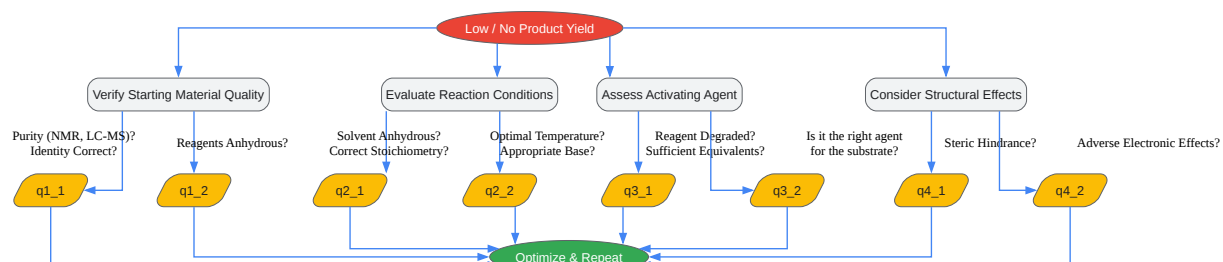 Low / No Product Yield
Verify Starting Material Quality
Evaluate Reaction Conditions
Assess Activating Agent
Consider Structural Effects
Purity (NMR, LC-MS)?
Identity Correct?
Reagents Anhydrous?
Solvent Anhydrous?
Correct Stoichiometry?
Optimal Temperature?
Appropriate Base?
Reagent Degraded?
Sufficient Equivalents?
Is it the right agent
for the substrate?
Steric Hindrance?
Adverse Electronic Effects?
q1_1
q1_2
q2_1
q2_2
q3_1
q3_2
q4_1
q4_2
Optimize & Repeat